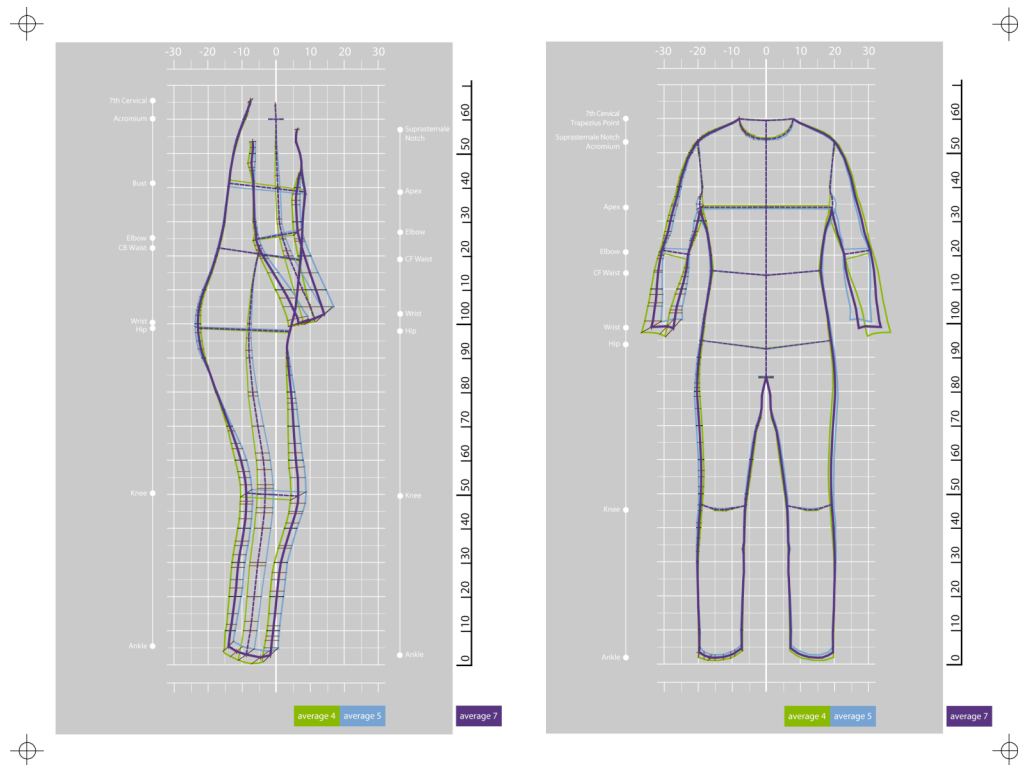 -30 -20 -10 0 10 20 30
7th Cervical
Acromium
Suprasternale
Notch
Bust
Apex
Elbow
Elbow
CB Waist
CF Waist
Wrist
Wrist
Hip
Hip
Knee
Knee
Ankle
Ankle
160
150
140
130
120
110
100
90
80
70
60
50
40
30
20
10
0
average 4 average 5 average 7
-30 -20 -10 0 10 20 30
7th Cervical
Trapezius Point
Suprasternale Notch
Acromium
Apex
Elbow
CF Waist
Wrist
Hip
Knee
Ankle
160
150
140
130
120
110
100
90
80
70
60
50
40
30
20
10
0
average 4 average 5 average 7